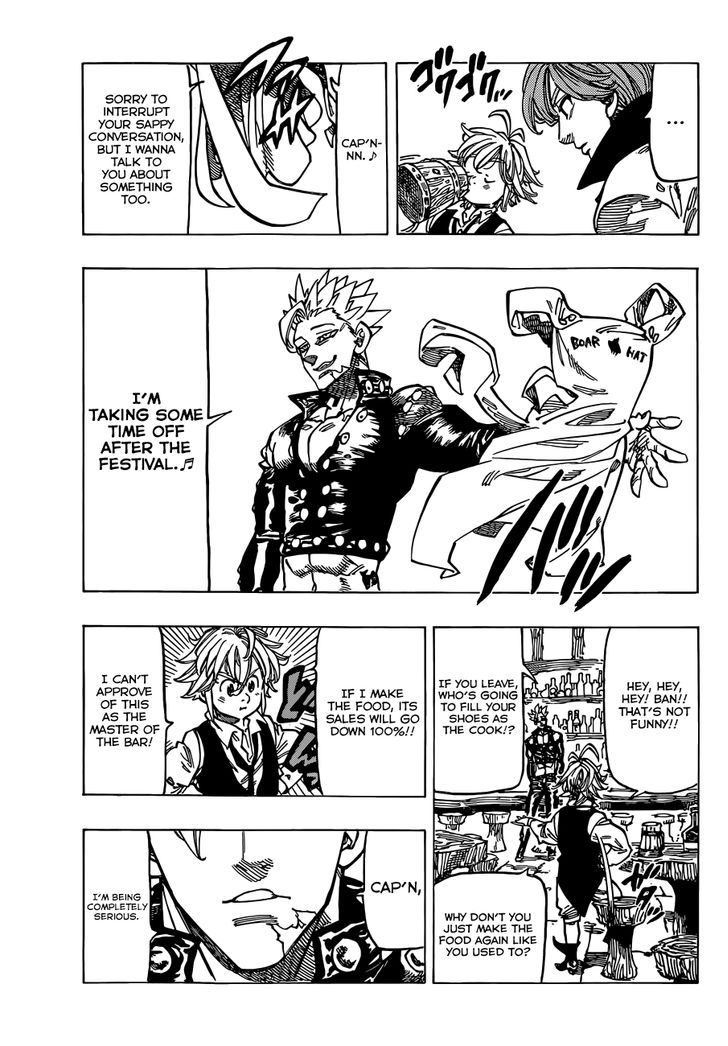 ...
ゴクゴク
CAP'N-
NN.♪
SORRY TO
INTERRUPT
YOUR SAPPY
CONVERSATION,
BUT I WANNA
TALK TO
YOU ABOUT
SOMETHING
TOO.
BOAR HAT
I'M
TAKING SOME
TIME OFF
AFTER THE
FESTIVAL.♬
HEY, HEY,
HEY! BAN!!
THAT'S NOT
FUNNY!!
IF YOU LEAVE,
WHO'S GOING
TO FILL YOUR
SHOES AS
THE COOK!?
WHY DON'T YOU
JUST MAKE THE
FOOD AGAIN LIKE
YOU USED TO?
IF I MAKE
THE FOOD, ITS
SALES WILL GO
DOWN 100%!!
I CAN'T
APPROVE
OF THIS
AS THE
MASTER OF
THE BAR!
CAP'N,
I'M BEING
COMPLETELY
SERIOUS.